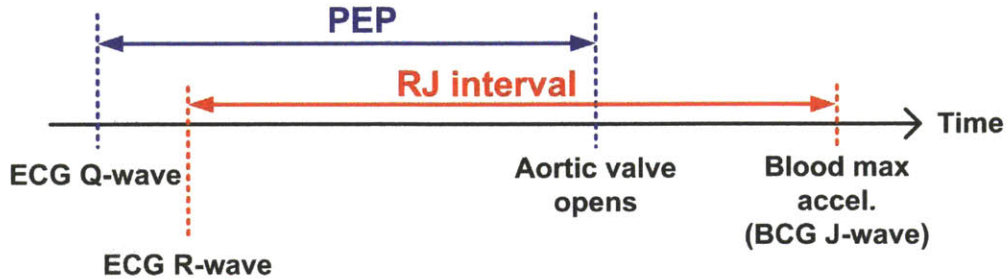 PEP
RJ interval
Time
ECG Q-wave
Aortic valve
opens
Blood max
accel.
(BCG J-wave)
ECG R-wave